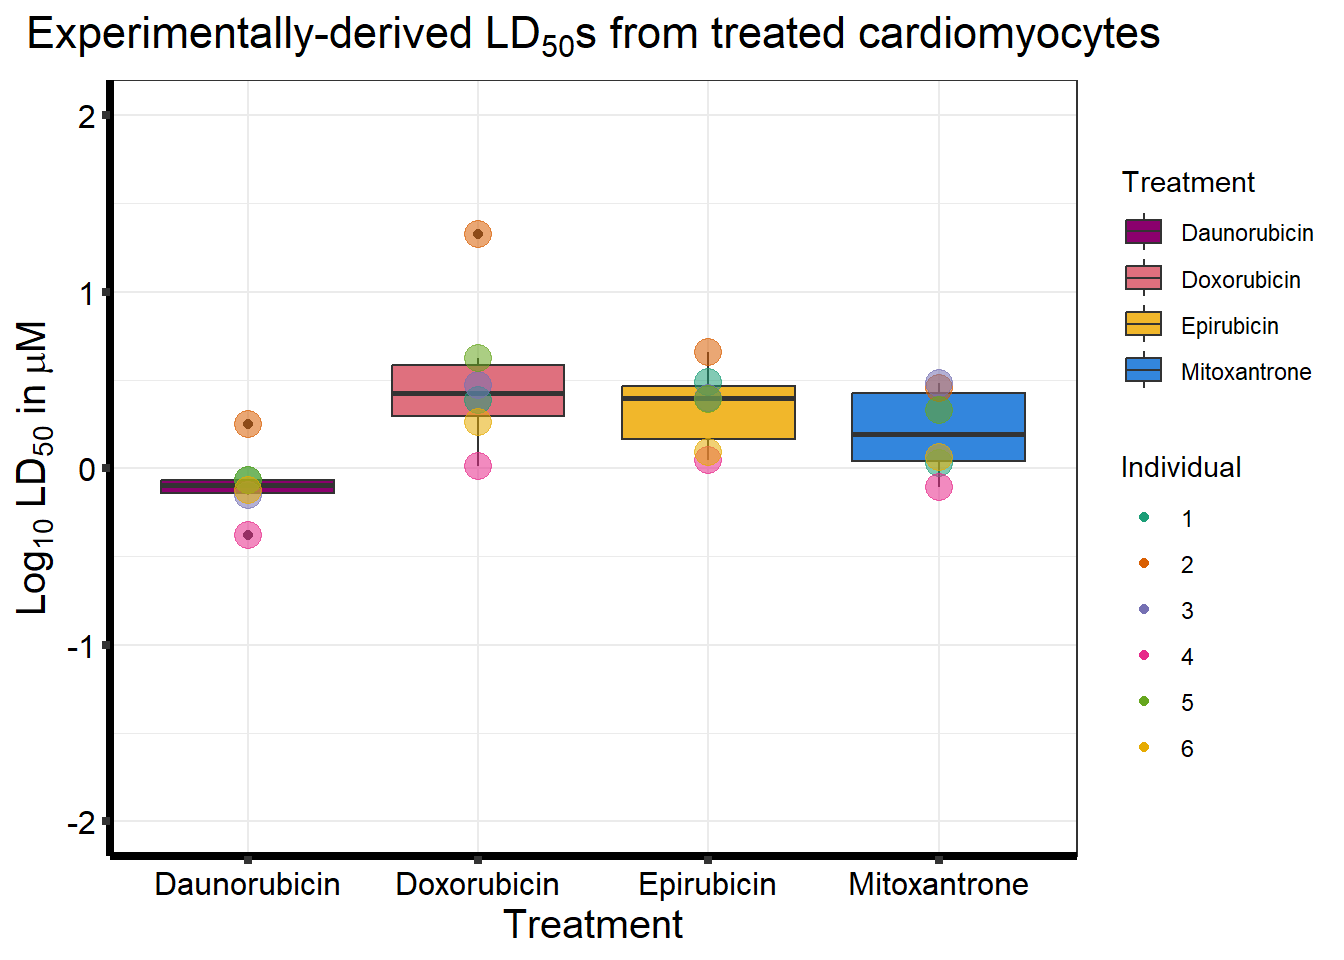 Experimentally-derived LD50s from treated cardiomyocytes
Log10 LD50 in μM
2
1
0
-1
-2
Daunorubicin Doxorubicin Epirubicin Mitoxantrone
Treatment
Treatment
Daunorubicin
Doxorubicin
Epirubicin
Mitoxantrone
Individual
1
2
3
4
5
6